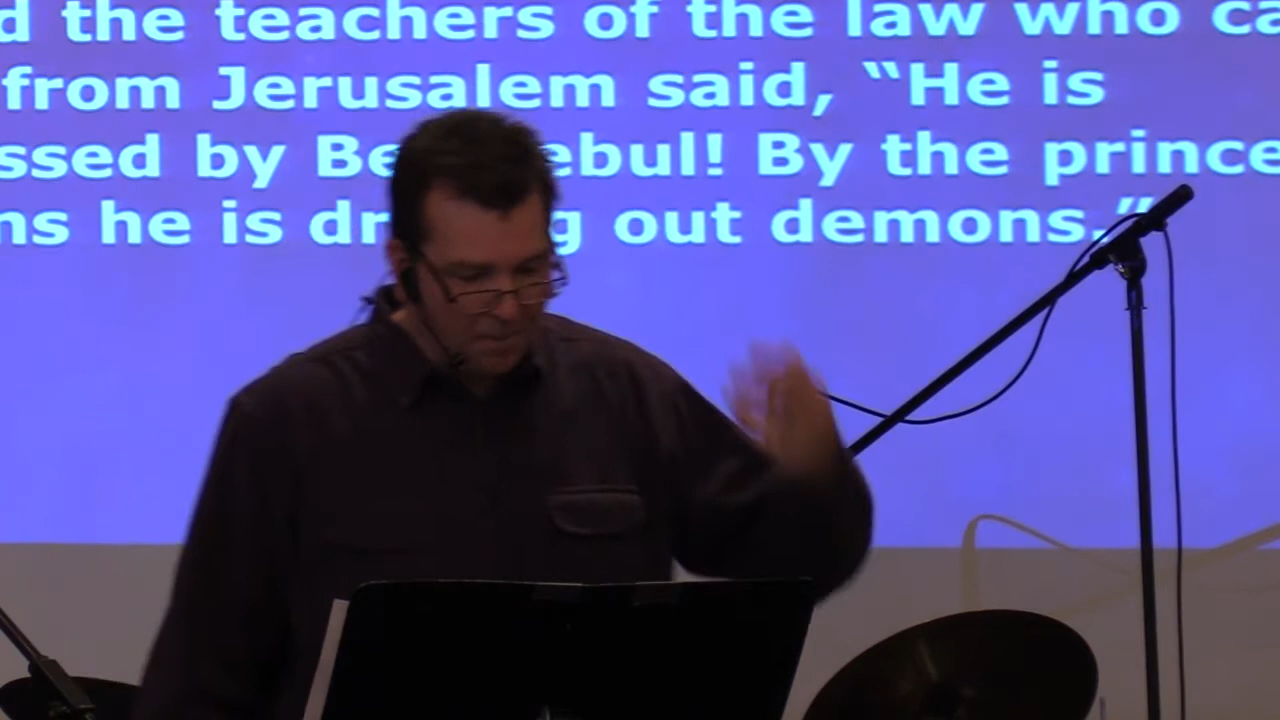 d the teachers of the law who ca
from Jerusalem said, “He is
ssed by Be ebul! By the prince
ns he is dr g out demons.”